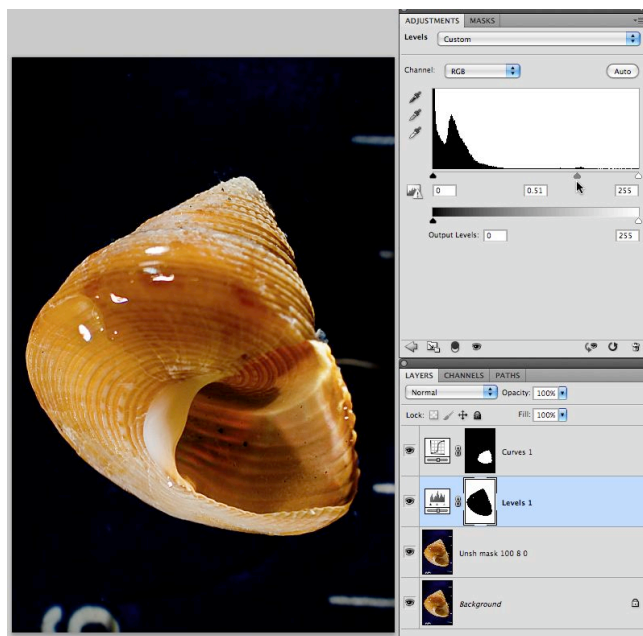 ADJUSTMENTS MASKS
Levels Custom
Channel: RGB Auto
0 0.51 255
Output Levels: 0 255
LAYERS CHANNELS PATHS
Normal Opacity: 100%
Lock: Fill: 100%
Curves 1
Levels 1
Unsh mask 100 8 0
Background